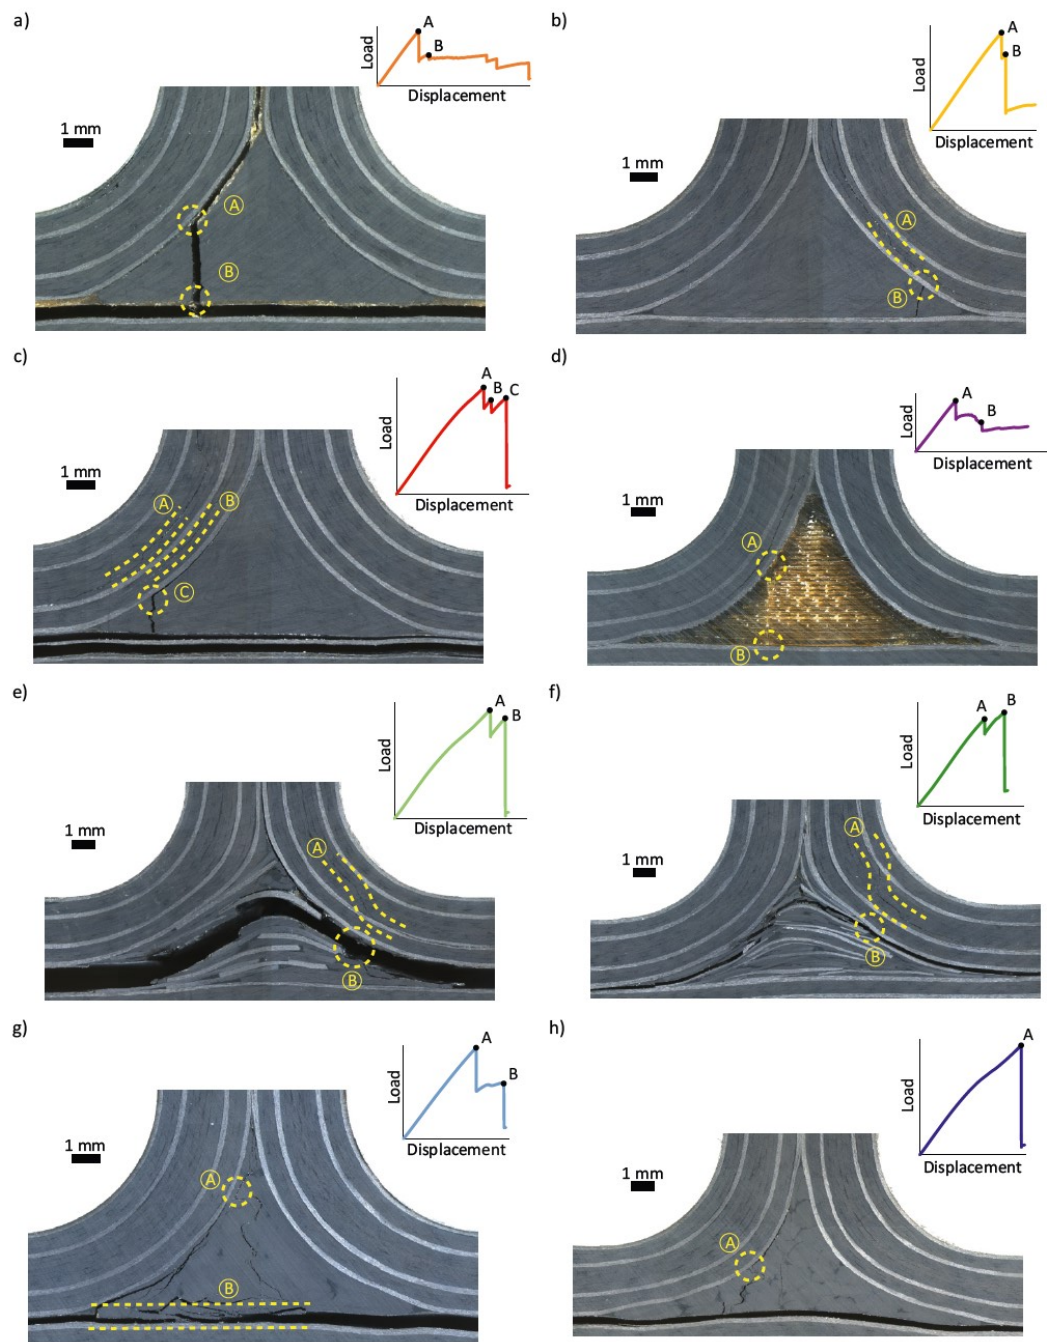 a)
A
B
Load
Displacement
1 mm
A
B
b)
A
B
Load
Displacement
1 mm
A
B
c)
A
B
C
Load
Displacement
1 mm
A
B
C
d)
A
B
Load
Displacement
1 mm
A
B
e)
A
B
Load
Displacement
1 mm
A
B
f)
A
B
Load
Displacement
1 mm
A
B
g)
A
B
Load
Displacement
1 mm
A
B
h)
A
Load
Displacement
1 mm
A